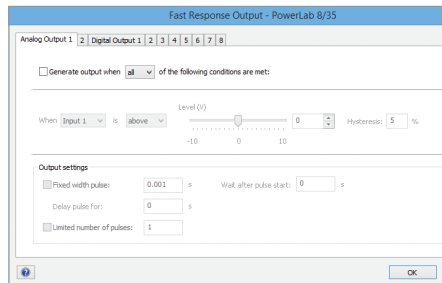 Fast Response Output - PowerLab 8/35
Analog Output 1 2 Digital Output 1 2 3 4 5 6 7 8
Generate output when all of the following conditions are met:
Level (V)
When Input 1 is above 0 Hysteresis: 5 %
-10 0 10
Output settings
Fixed width pulse: 0.001 s Wait after pulse start: 0 s
Delay pulse for: 0 s
Limited number of pulses: 1
? OK